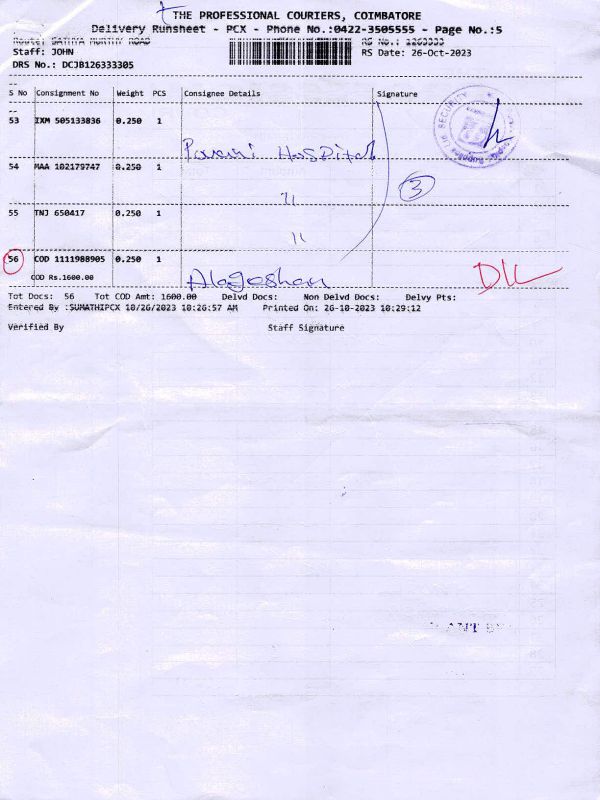 THE PROFESSIONAL COURIERS, COIMBATORE
Delivery Runsheet - PCX - Phone No.:0422-3505555 - Page No.:5
Route: SATHYA MURTHY ROAD RS No.: 1263333
Staff: JOHN RS Date: 26-Oct-2023
DRS No.: DCJB126333305
S No Consignment No Weight PCS Consignee Details Signature
53 IXM 505133836 0.250 1
Pavani Hospital
54 MAA 102179747 0.250 1
"
3
55 TNJ 650417 0.250 1
"
56 COD 1111988905 0.250 1
COD Rs.1600.00
Tot Docs: 56 Tot COD Amt: 1600.00 Delvd Docs: Non Delvd Docs: Delvy Pts:
Entered By :SUMATHIPCX 10/26/2023 10:26:57 AM Printed On: 26-10-2023 10:29:12
Verified By Staff Signature